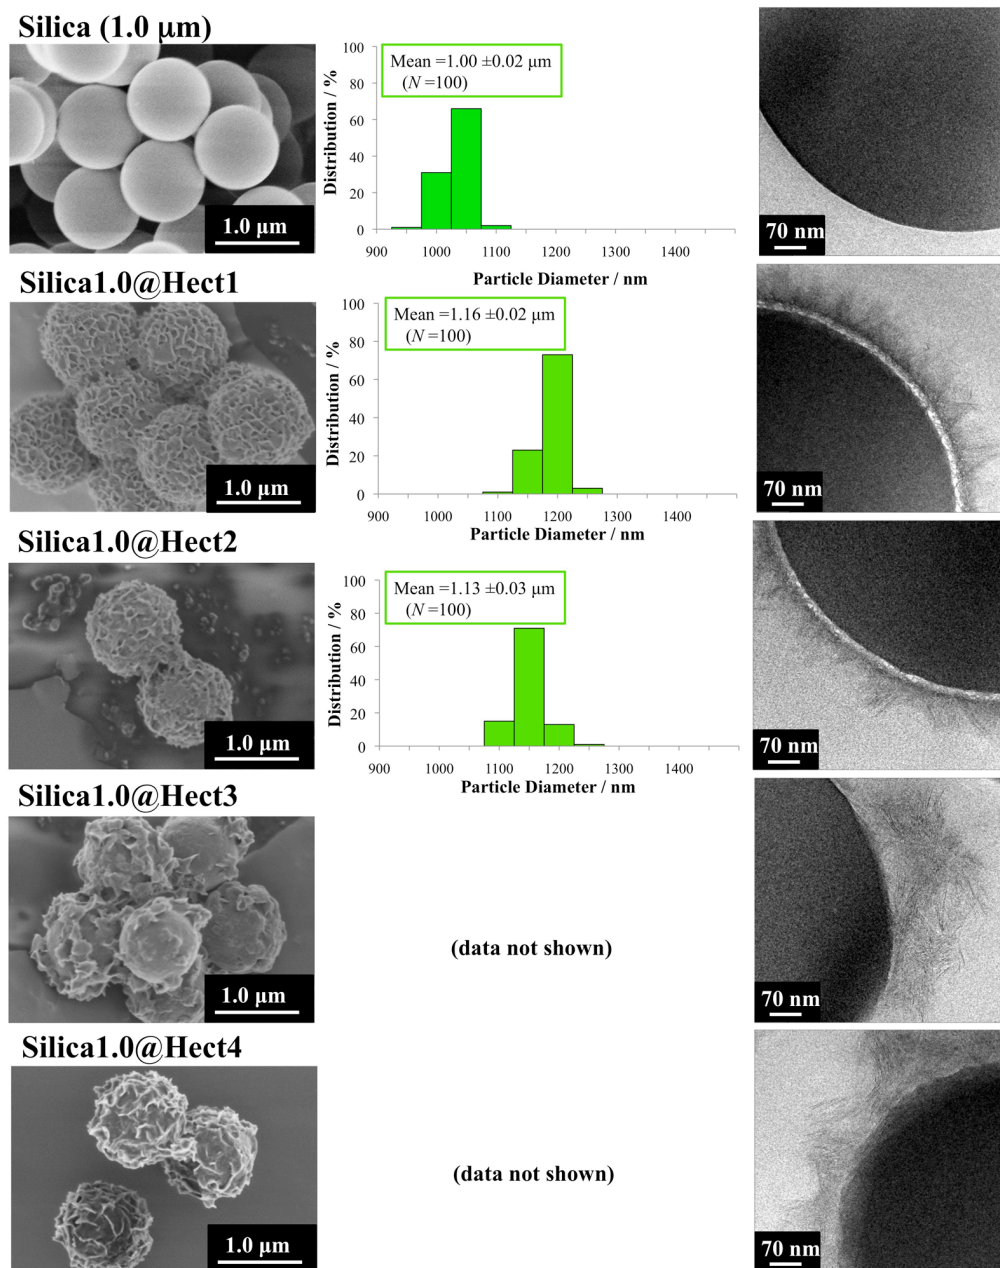 Silica (1.0 μm)
1.0 μm
Mean =1.00 ±0.02 μm
(N =100)
Distribution / %
100
80
60
40
20
0
900 1000 1100 1200 1300 1400
Particle Diameter / nm
70 nm
Silica1.0@Hect1
1.0 μm
Mean =1.16 ±0.02 μm
(N =100)
Distribution / %
100
80
60
40
20
0
900 1000 1100 1200 1300 1400
Particle Diameter / nm
70 nm
Silica1.0@Hect2
1.0 μm
Mean =1.13 ±0.03 μm
(N =100)
Distribution / %
100
80
60
40
20
0
900 1000 1100 1200 1300 1400
Particle Diameter / nm
70 nm
Silica1.0@Hect3
1.0 μm
(data not shown)
70 nm
Silica1.0@Hect4
1.0 μm
(data not shown)
70 nm